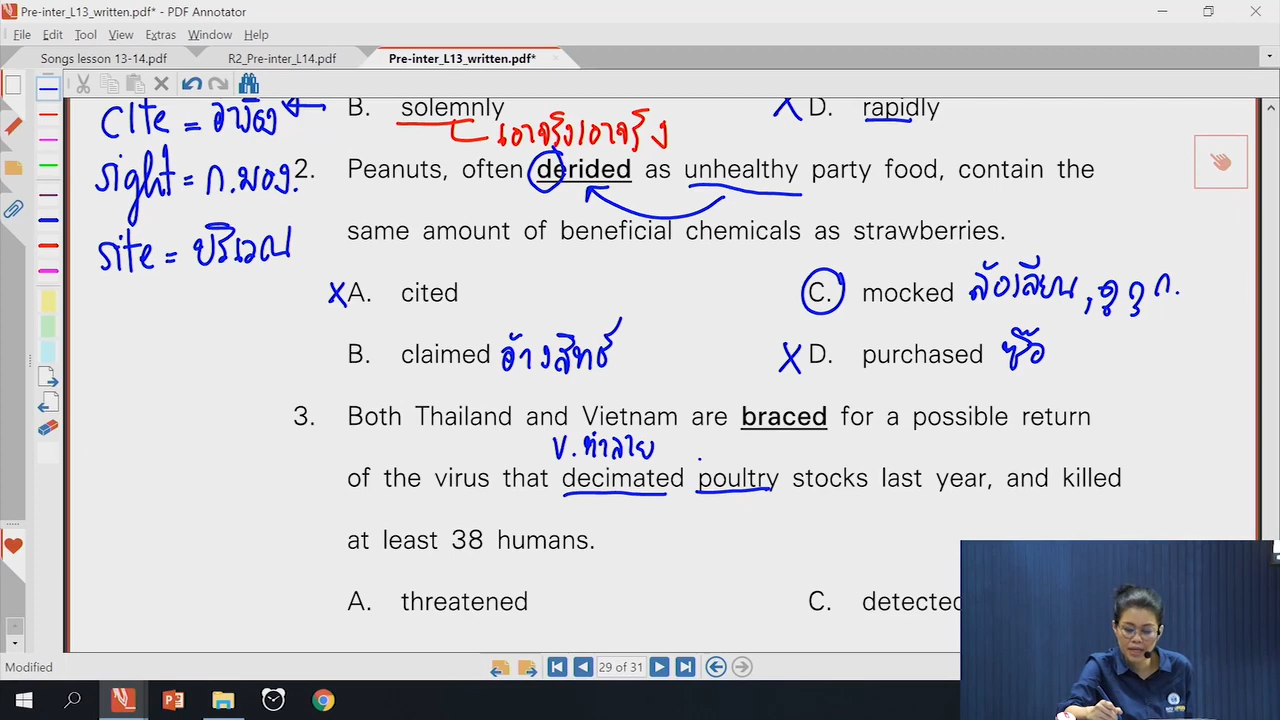 Pre-inter_L13_written.pdf* - PDF Annotator
File Edit Tool View Extras Window Help
Songs lesson 13-14.pdf R2_Pre-inter_L14.pdf Pre-inter_L13_written.pdf*
cite = อ้างอิง
B. solemnly X D. rapidly
เอาจริงเอาจริง
sight = ก.มอง.
2. Peanuts, often derided as unhealthy party food, contain the
site = บริเวณ
same amount of beneficial chemicals as strawberries.
X A. cited C. mocked ล้อเลียน, ดูถูก.
B. claimed อ้างสิทธิ์ X D. purchased ซื้อ
3. Both Thailand and Vietnam are braced for a possible return
V. ทำลาย
of the virus that decimated poultry stocks last year, and killed
at least 38 humans.
A. threatened C. detected
Modified 29 of 31